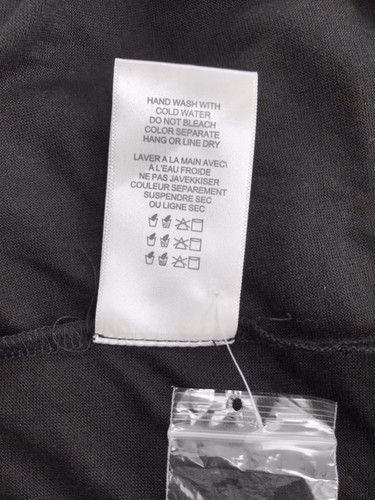 HAND WASH WITH
COLD WATER
DO NOT BLEACH
COLOR SEPARATE
HANG OR LINE DRY
LAVER A LA MAIN AVEC\
A L'EAU FROIDE
NE PAS JAVEKKISER
COULEUR SEPAREMENT
SUSPENDRE SEC
OU LIGNE SEC